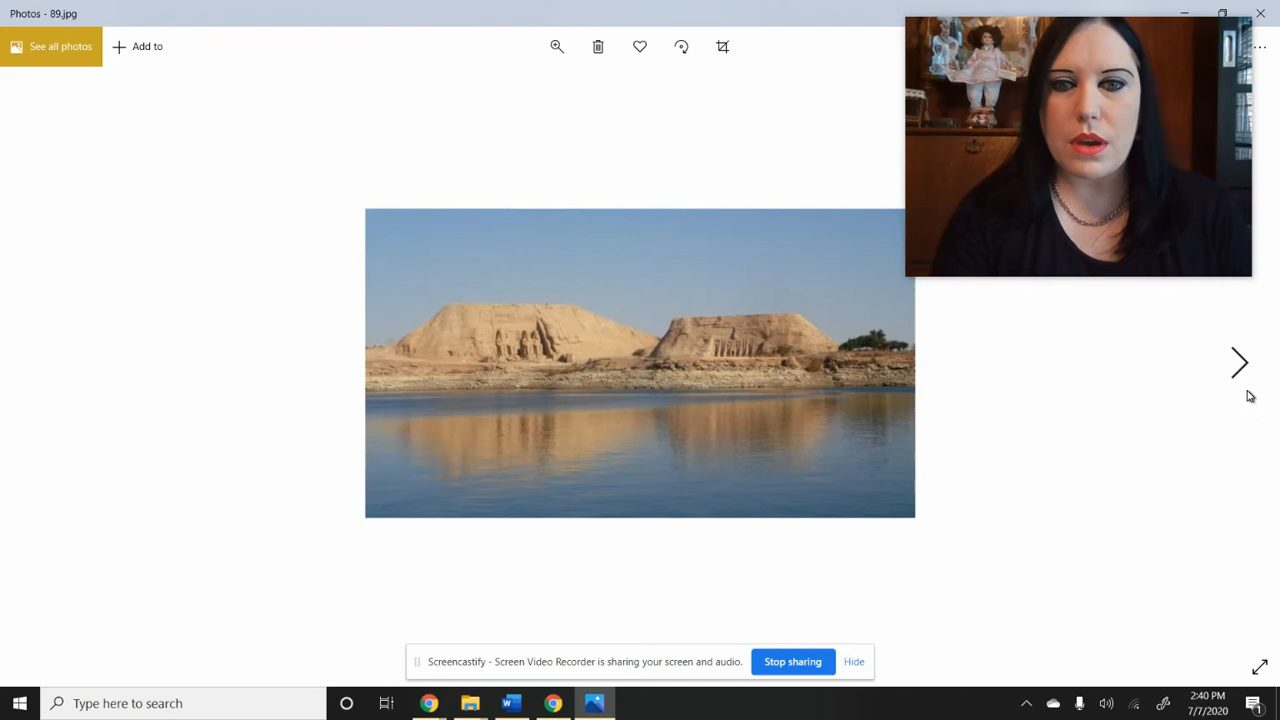 Photos - 89.jpg
See all photos
Add to
Screencastify - Screen Video Recorder is sharing your screen and audio.
Stop sharing
Hide
Type here to search
2:40 PM
7/7/2020
1